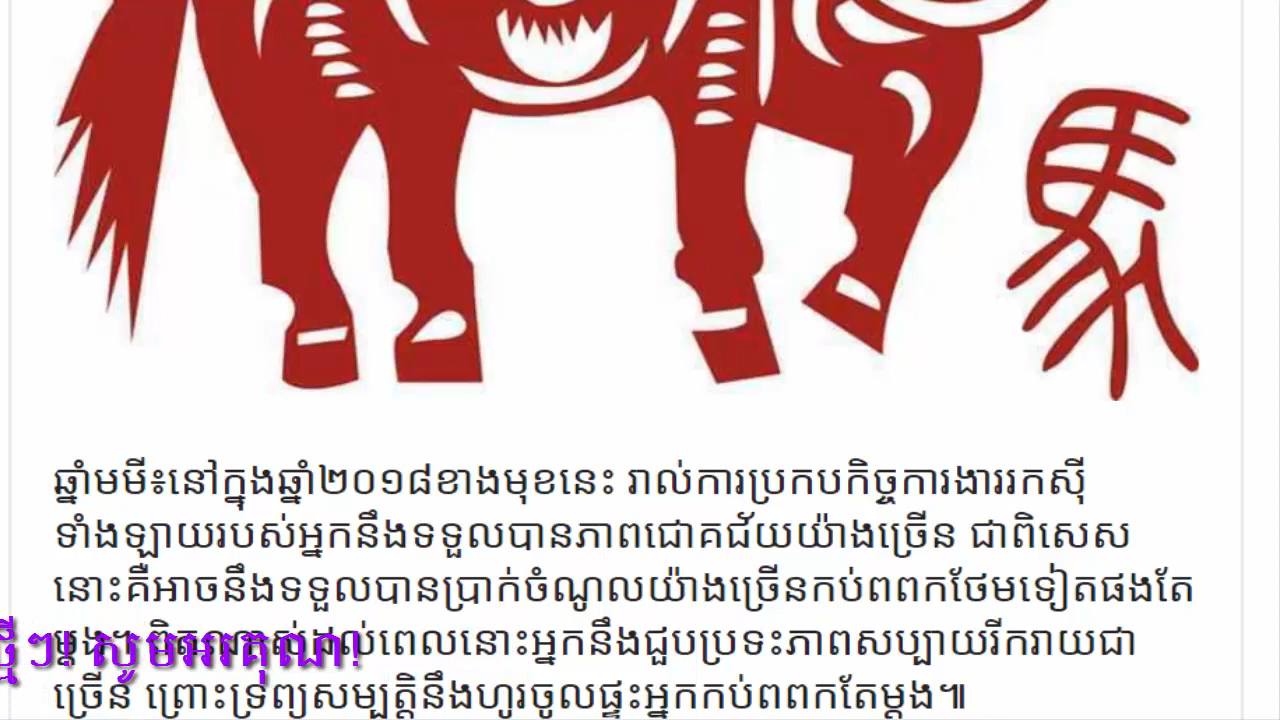 馬
ឆ្នាំមមី៖នៅក្នុងឆ្នាំ២០១៨ខាងមុខនេះ រាល់ការប្រកបកិច្ចការងាររកស៊ី
ទាំងឡាយរបស់អ្នកនឹងទទួលបានភាពជោគជ័យយ៉ាងច្រើន ជាពិសេស
នោះគឺអាចនឹងទទួលបានប្រាក់ចំណូលយ៉ាងច្រើនកប់ពពកថែមទៀតផងតែ
ដល់ពេលនោះអ្នកនឹងជួបប្រទះភាពសប្បាយរីករាយជា
ថ្មីៗ! សូមអរគុណ!
ច្រើន ព្រោះទ្រព្យសម្បត្តិនឹងហូរចូលផ្ទះអ្នកកប់ពពកតែម្តង៕